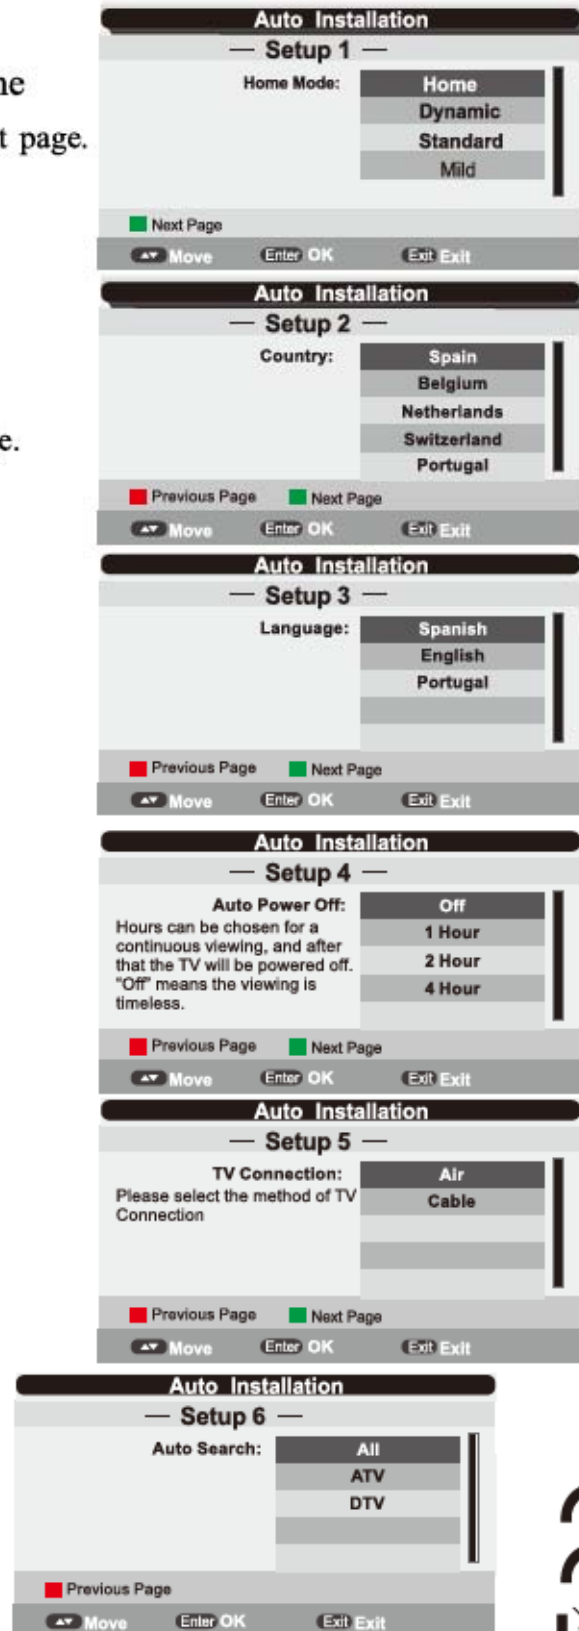 ne
t page.
e.
Auto Installation
— Setup 1 —
Home Mode: Home
Dynamic
Standard
Mild
Next Page
Move Enter OK Exit Exit
Auto Installation
— Setup 2 —
Country: Spain
Belgium
Netherlands
Switzerland
Portugal
Previous Page Next Page
Move Enter OK Exit Exit
Auto Installation
— Setup 3 —
Language: Spanish
English
Portugal
Previous Page Next Page
Move Enter OK Exit Exit
Auto Installation
— Setup 4 —
Auto Power Off: Off
Hours can be chosen for a
continuous viewing, and after
that the TV will be powered off.
"Off" means the viewing is
timeless.
1 Hour
2 Hour
4 Hour
Previous Page Next Page
Move Enter OK Exit Exit
Auto Installation
— Setup 5 —
TV Connection: Air
Please select the method of TV
Connection
Cable
Previous Page Next Page
Move Enter OK Exit Exit
Auto Installation
— Setup 6 —
Auto Search: All
ATV
DTV
Previous Page
Move Enter OK Exit Exit